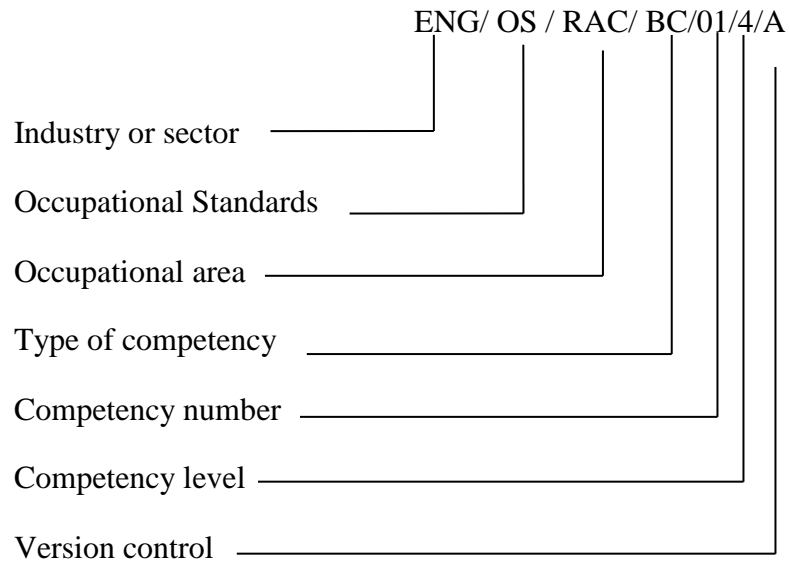 ENG/ OS / RAC/ BC/01/4/A
Industry or sector
Occupational Standards
Occupational area
Type of competency
Competency number
Competency level
Version control